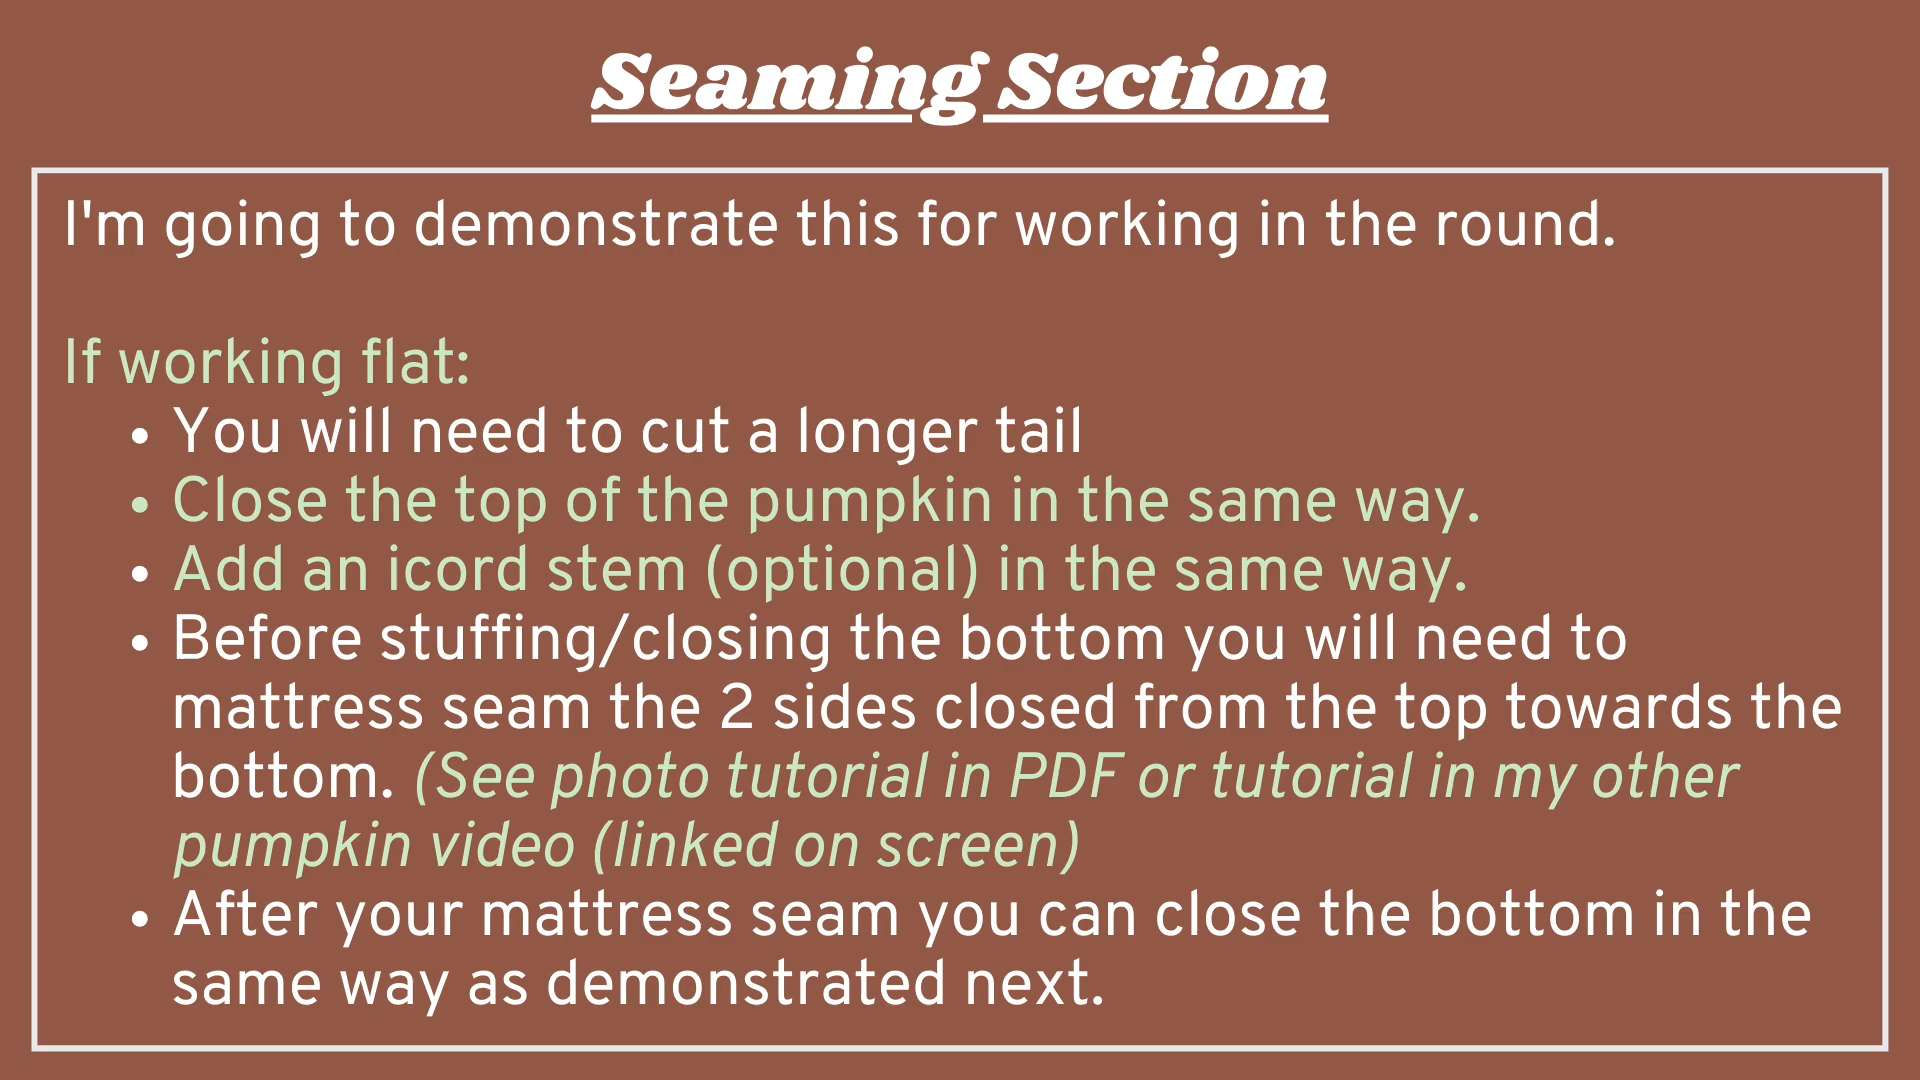 Seaming Section
I'm going to demonstrate this for working in the round.
If working flat:
• You will need to cut a longer tail
• Close the top of the pumpkin in the same way.
• Add an icord stem (optional) in the same way.
• Before stuffing/closing the bottom you will need to
mattress seam the 2 sides closed from the top towards the
bottom. (See photo tutorial in PDF or tutorial in my other
pumpkin video (linked on screen)
• After your mattress seam you can close the bottom in the
same way as demonstrated next.